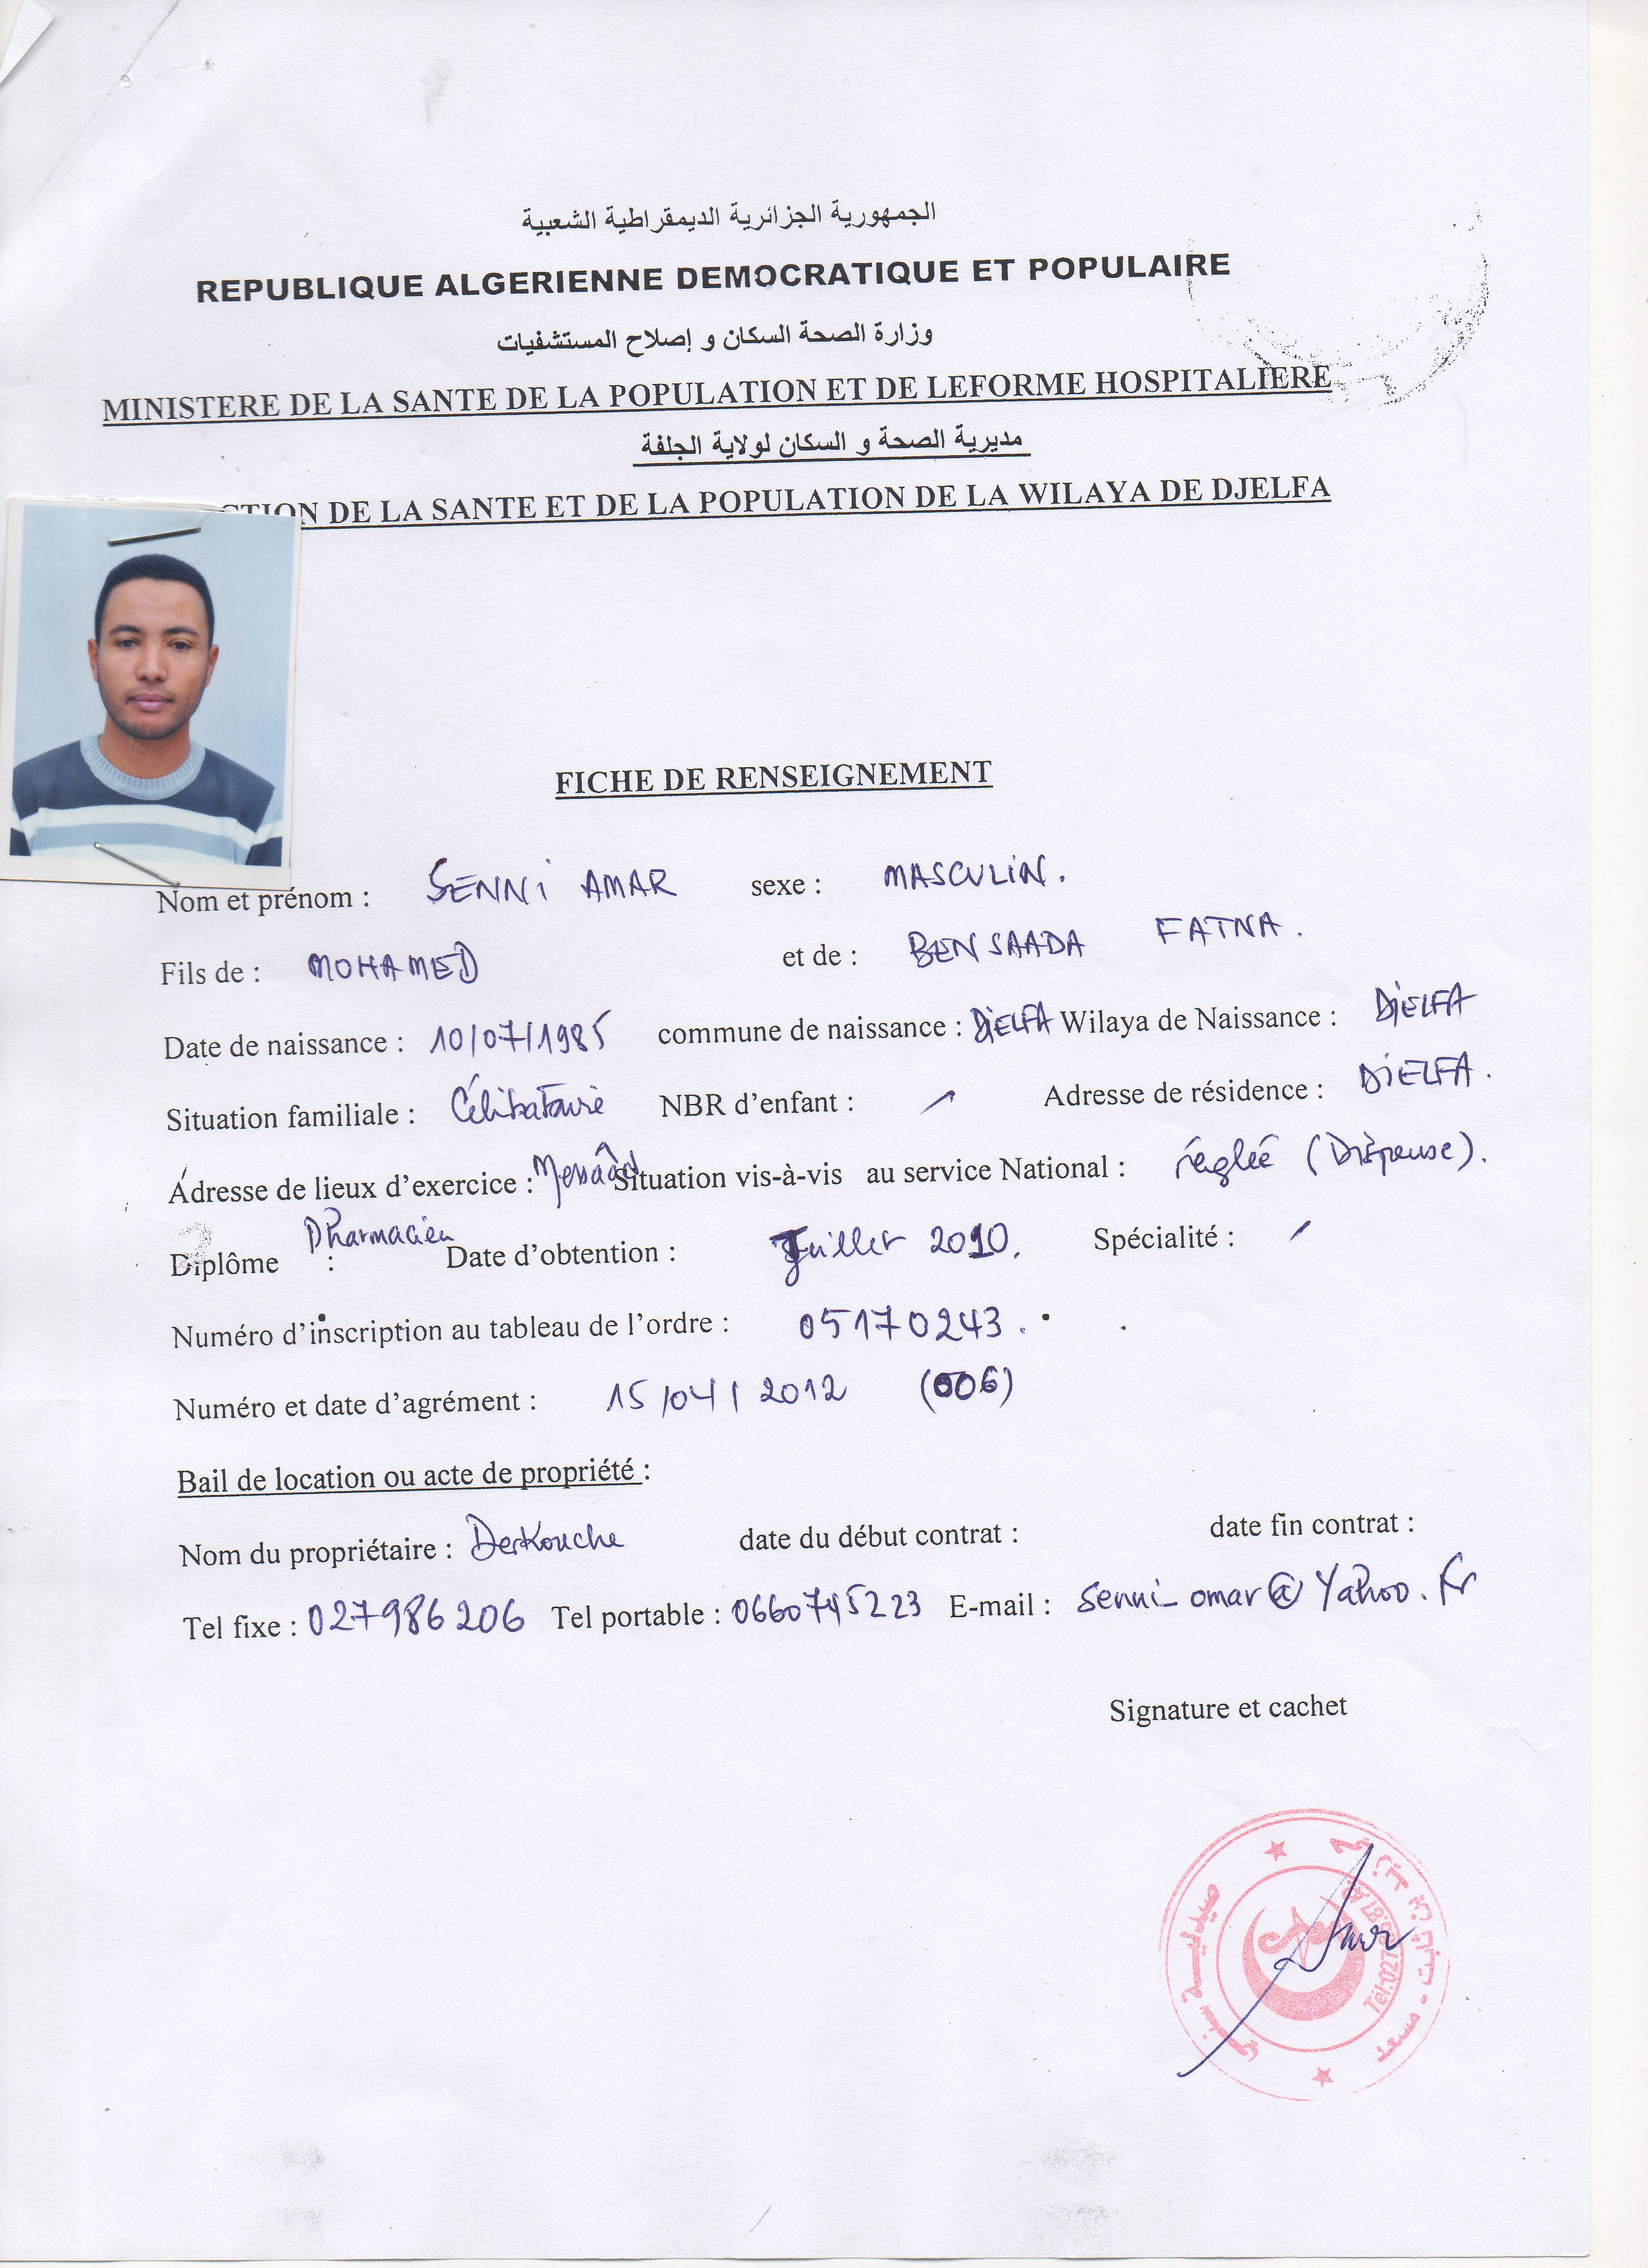 الجمهورية الجزائرية الديمقراطية الشعبية
REPUBLIQUE ALGERIENNE DEMOCRATIQUE ET POPULAIRE
وزارة الصحة السكان و إصلاح المستشفيات
MINISTERE DE LA SANTE DE LA POPULATION ET DE LEFORME HOSPITALIERE
مديرية الصحة و السكان لولاية الجلفة
CTION DE LA SANTE ET DE LA POPULATION DE LA WILAYA DE DJELFA
FICHE DE RENSEIGNEMENT
Nom et prénom : SENNI AMAR sexe : MASCULIN.
Fils de : MOHAMED et de : BENSAADA FATNA.
Date de naissance : 10/07/1985 commune de naissance : DJELFA Wilaya de Naissance : DJELFA
Situation familiale : Célibataire NBR d'enfant : / Adresse de résidence : DJELFA.
Adresse de lieux d'exercice : Messaâd Situation vis-à-vis au service National : réglée (Dispense).
Diplôme : Pharmacien Date d'obtention : Juillet 2010. Spécialité : /
Numéro d'inscription au tableau de l'ordre : 05170243.
Numéro et date d'agrément : 15/04/2012 (006)
Bail de location ou acte de propriété :
Nom du propriétaire : Derkouche date du début contrat : date fin contrat :
Tel fixe : 027986206 Tel portable : 0660745223 E-mail : senni_omar@Yahoo.fr
Signature et cachet
صيدلية سني
بن ثابت - مسعد
Tél:027